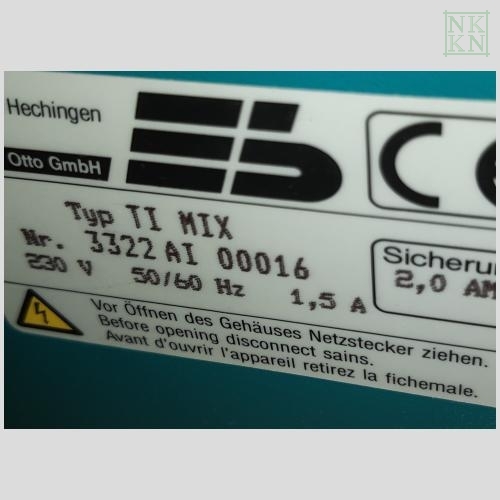 NK
KN
Hechingen
Otto GmbH
CE
Typ TI MIX
Nr. 3322 AI 00016
230 V 50/60 Hz 1,5 A
2,0 AM
Vor Öffnen des Gehäuses Netzstecker ziehen.
Before opening disconnect sains.
Avant d'ouvrir l'appareil retirez la fichemale.